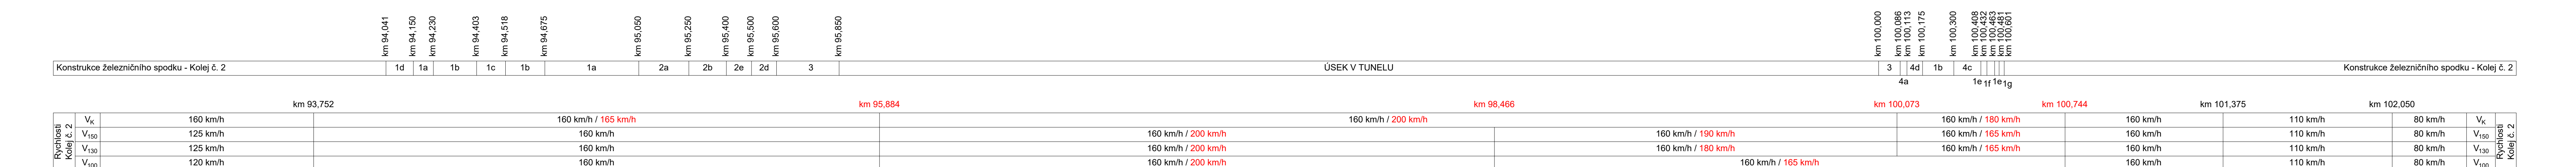 km 94,041 km 94,150 km 94,230 km 94,403 km 94,518 km 94,675 km 95,050 km 95,250 km 95,400 km 95,500 km 95,600 km 95,850 km 100,000 km 100,086 km 100,113 km 100,175 km 100,300 km 100,408 km 100,432 km 100,463 km 100,481 km 100,601
Konstrukce železničního spodku - Kolej č. 2 1d 1a 1b 1c 1b 1a 2a 2b 2e 2d 3 ÚSEK V TUNELU 3 4d 1b 4c Konstrukce železničního spodku - Kolej č. 2
4a 1e 1f 1e 1g
km 93,752 km 95,884 km 98,466 km 100,073 km 100,744 km 101,375 km 102,050
Rychlosti
Kolej č. 2
VK 160 km/h 160 km/h / 165 km/h 160 km/h / 200 km/h 160 km/h / 180 km/h 160 km/h 110 km/h 80 km/h VK
V150 125 km/h 160 km/h 160 km/h / 200 km/h 160 km/h / 190 km/h 160 km/h / 165 km/h 160 km/h 110 km/h 80 km/h V150
V130 125 km/h 160 km/h 160 km/h / 200 km/h 160 km/h / 180 km/h 160 km/h / 165 km/h 160 km/h 110 km/h 80 km/h V130
V100 120 km/h 160 km/h 160 km/h / 200 km/h 160 km/h / 165 km/h 160 km/h 110 km/h 80 km/h V100
Rychlosti
Kolej č. 2